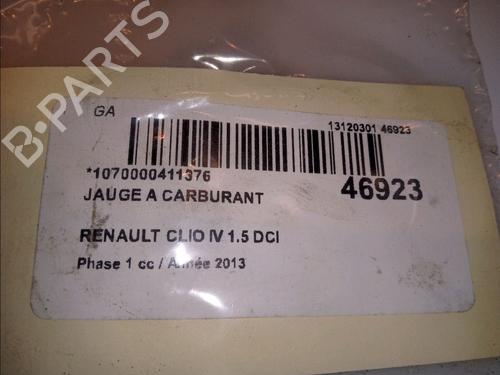 B-PARTS
GA
13120301 46923
*1070000411376
JAUGE A CARBURANT
46923
RENAULT CLIO IV 1.5 DCI
Phase 1 cc / Année 2013